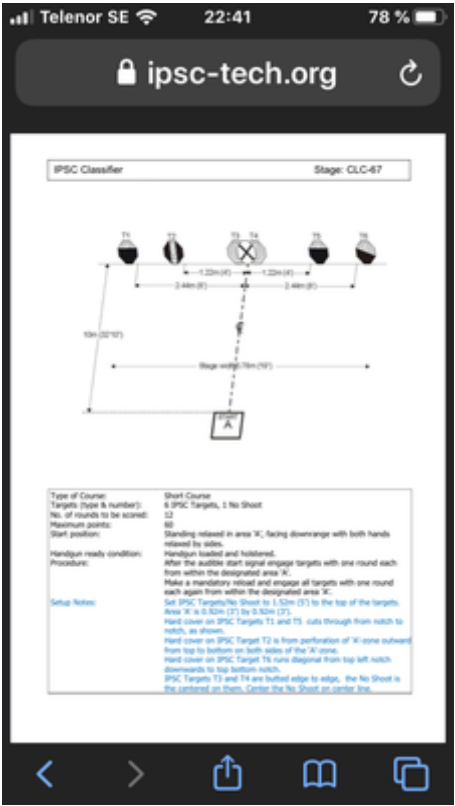 Telenor SE 22:41 78 %
ipsc-tech.org
IPSC Classifier Stage: CLC-67
T1 T2 T3 T4 T5 T6
1.22m (4') 1.22m (4')
2.44m (8') 2.44m (8')
10m (32'10")
Stage width 5.78m (19')
START
A
Type of Course: Short Course
Targets (type & number): 6 IPSC Targets, 1 No Shoot
No. of rounds to be scored: 12
Maximum points: 60
Start position: Standing relaxed in area 'A', facing downrange with both hands
relaxed by sides.
Handgun ready condition: Handgun loaded and holstered.
Procedure: After the audible start signal engage targets with one round each
from within the designated area 'A'.
Make a mandatory reload and engage all targets with one round
each again from within the designated area 'A'.
Setup Notes: Set IPSC Targets/No Shoot to 1.52m (5') to the top of the targets.
Area 'A' is 0.92m (3') by 0.92m (3').
Hard cover on IPSC Target T1 and T5 cuts through from notch to
notch, as shown.
Hard cover on IPSC Target T2 is from perforation of 'A'-zone outward
from top to bottom on both sides of the 'A'-zone.
Hard cover on IPSC Target T6 runs diagonal from top left notch
downwards to top bottom notch.
IPSC Targets T3 and T4 are butted edge to edge, the No Shoot is
the centered on them. Center the No Shoot on center line.